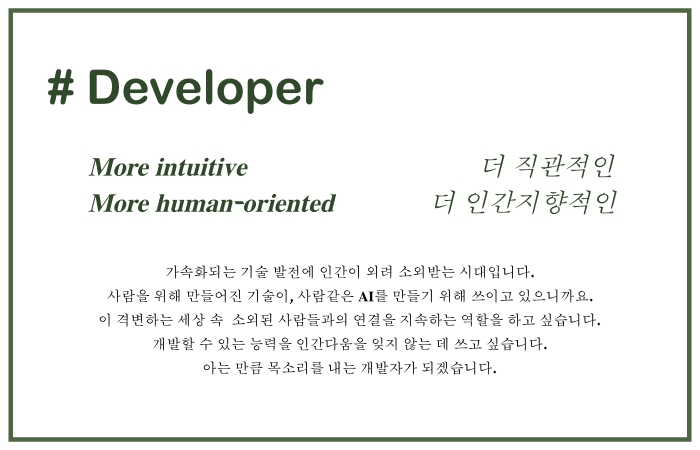 # Developer
More intuitive 더 직관적인
More human-oriented 더 인간지향적인
가속화되는 기술 발전에 인간이 외려 소외받는 시대입니다.
사람을 위해 만들어진 기술이, 사람같은 AI를 만들기 위해 쓰이고 있으니까요.
이 격변하는 세상 속 소외된 사람들과의 연결을 지속하는 역할을 하고 싶습니다.
개발할 수 있는 능력을 인간다움을 잊지 않는 데 쓰고 싶습니다.
아는 만큼 목소리를 내는 개발자가 되겠습니다.